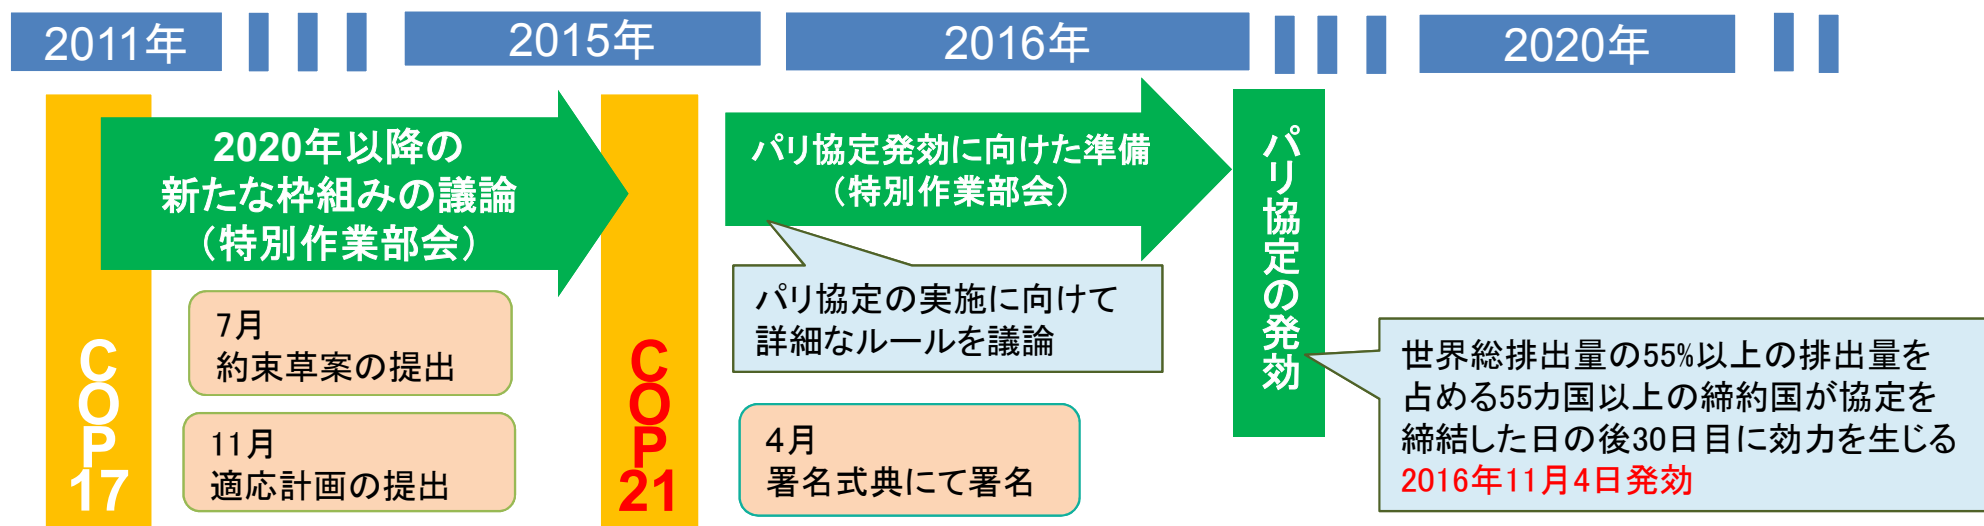 2011年
2015年
2016年
2020年
COP17
2020年以降の
新たな枠組みの議論
（特別作業部会）
7月
約束草案の提出
11月
適応計画の提出
COP21
パリ協定発効に向けた準備
（特別作業部会）
パリ協定の実施に向けて
詳細なルールを議論
4月
署名式典にて署名
パリ協定の発効
世界総排出量の55%以上の排出量を
占める55カ国以上の締約国が協定を
締結した日の後30日目に効力を生じる
2016年11月4日発効